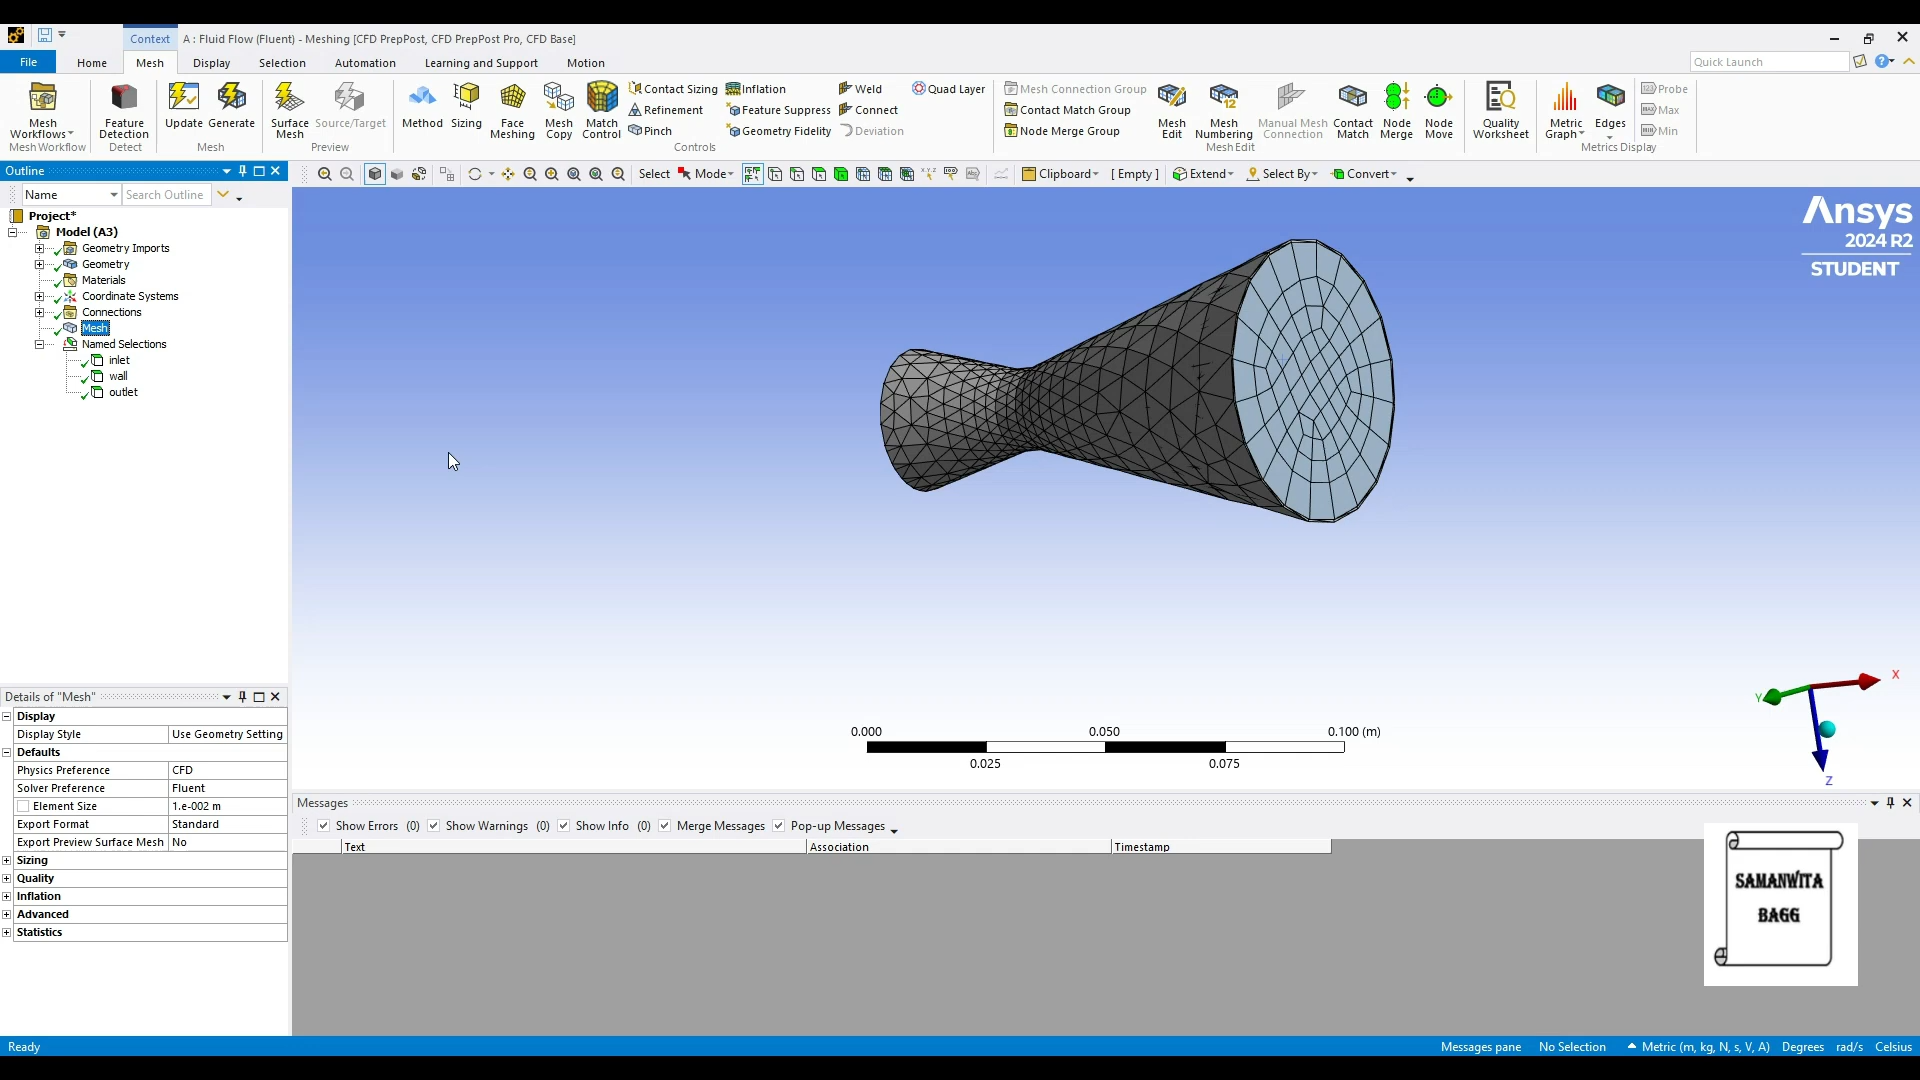 Context
A : Fluid Flow (Fluent) - Meshing [CFD PrepPost, CFD PrepPost Pro, CFD Base]
File Home Mesh Display Selection Automation Learning and Support Motion
Quick Launch
Mesh Workflows
Feature Detection
Update Generate
Surface Mesh
Source/Target
Method Sizing
Face Meshing
Mesh Copy
Match Control
Contact Sizing
Refinement
Pinch
Inflation
Feature Suppress
Geometry Fidelity
Weld
Connect
Deviation
Quad Layer
Mesh Connection Group
Contact Match Group
Node Merge Group
Mesh Edit
Mesh Numbering
Manual Mesh Connection
Contact Match
Node Merge
Node Move
Quality Worksheet
Metric Graph
Edges
Probe
Max
Min
MeshWorkflow Detect Mesh Preview Controls Mesh Edit Metrics Display
Outline
Name Search Outline
Select Mode Clipboard [ Empty ] Extend Select By Convert
Project*
Model (A3)
Geometry Imports
Geometry
Materials
Coordinate Systems
Connections
Mesh
Named Selections
inlet
wall
outlet
Ansys
2024 R2
STUDENT
X
Y
Z
0.000 0.050 0.100 (m)
0.025 0.075
Details of "Mesh"
Display
Display Style Use Geometry Setting
Defaults
Physics Preference CFD
Solver Preference Fluent
Element Size 1.e-002 m
Export Format Standard
Export Preview Surface Mesh No
Sizing
Quality
Inflation
Advanced
Statistics
Messages
Show Errors (0) Show Warnings (0) Show Info (0) Merge Messages Pop-up Messages
Text Association Timestamp
SAMANWITA
BAGG
Ready
Messages pane No Selection Metric (m, kg, N, s, V, A) Degrees rad/s Celsius